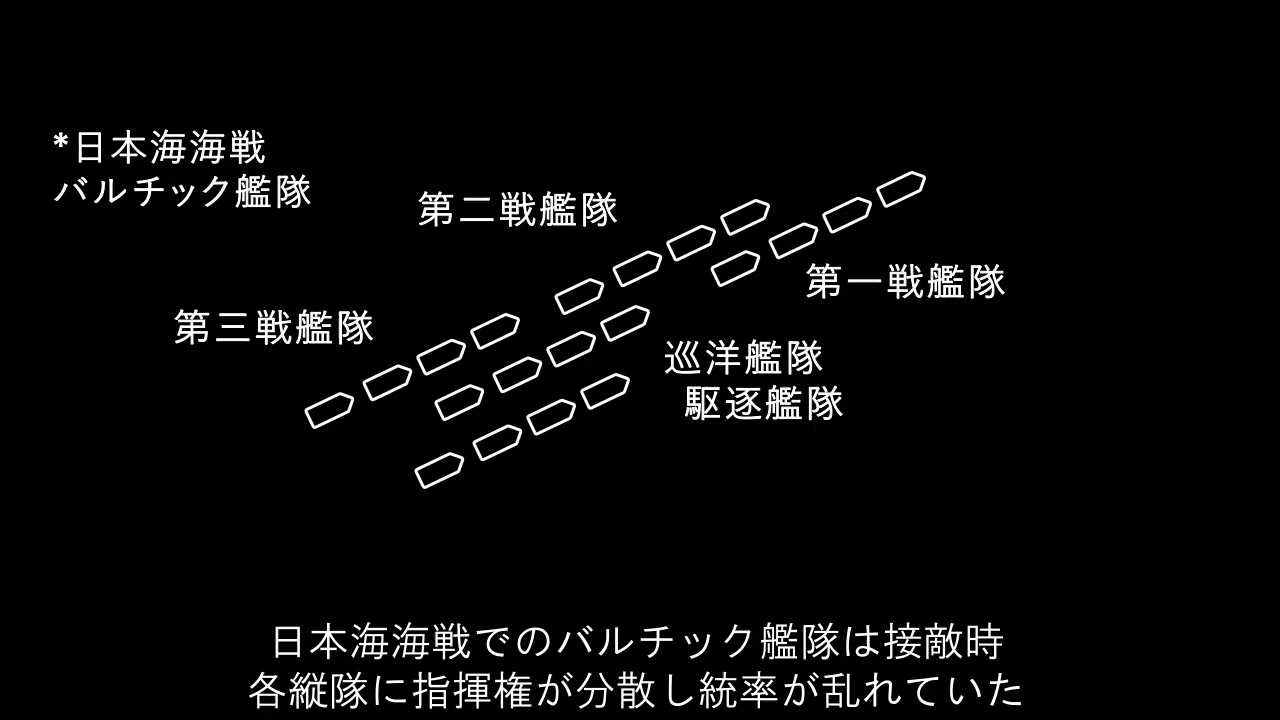 *日本海海戦
バルチック艦隊
第二戦艦隊
第一戦艦隊
第三戦艦隊
巡洋艦隊
駆逐艦隊
日本海海戦でのバルチック艦隊は接敵時
各縦隊に指揮権が分散し統率が乱れていた